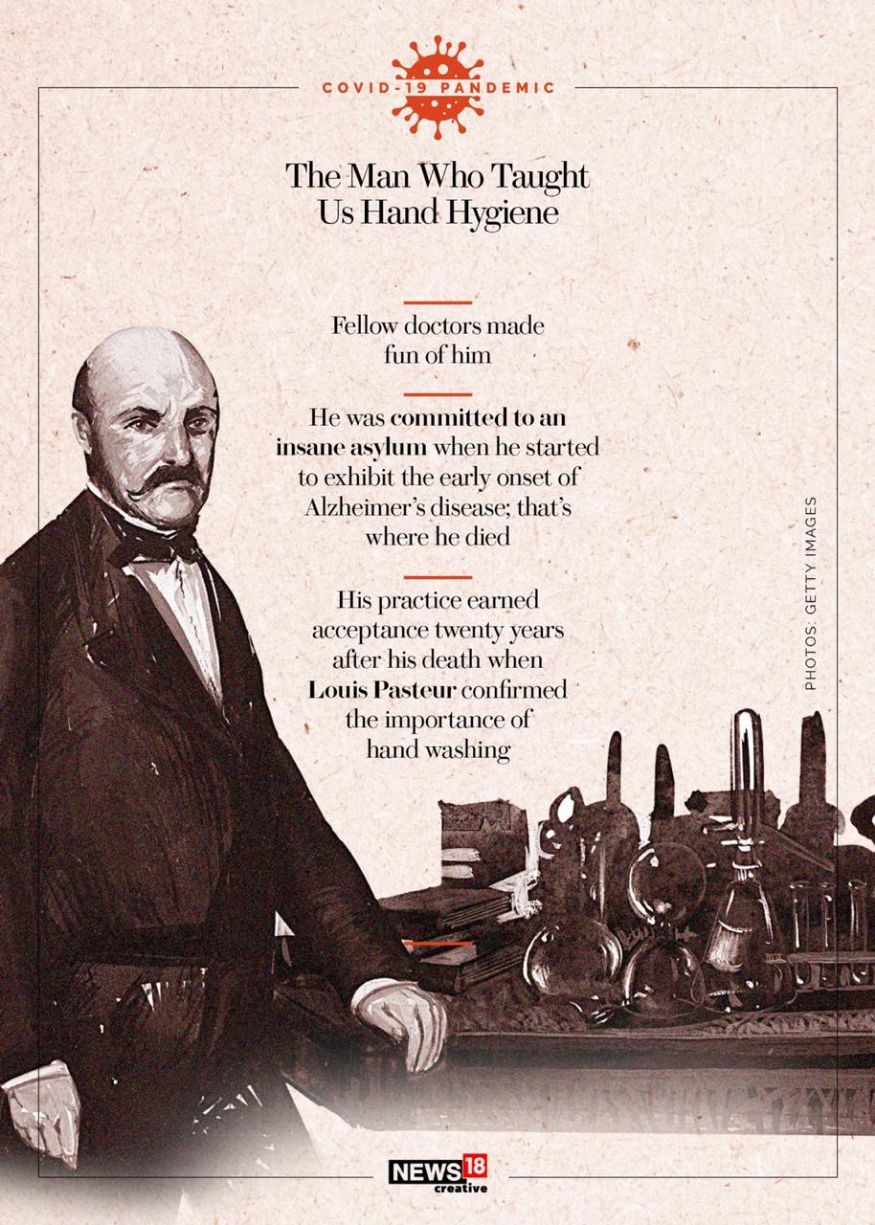 COVID-19 PANDEMIC
The Man Who Taught
Us Hand Hygiene
Fellow doctors made
fun of him
He was committed to an
insane asylum when he started
to exhibit the early onset of
Alzheimer’s disease; that’s
where he died
His practice earned
acceptance twenty years
after his death when
Louis Pasteur confirmed
the importance of
hand washing
PHOTOS: GETTY IMAGES
NEWS18
creative